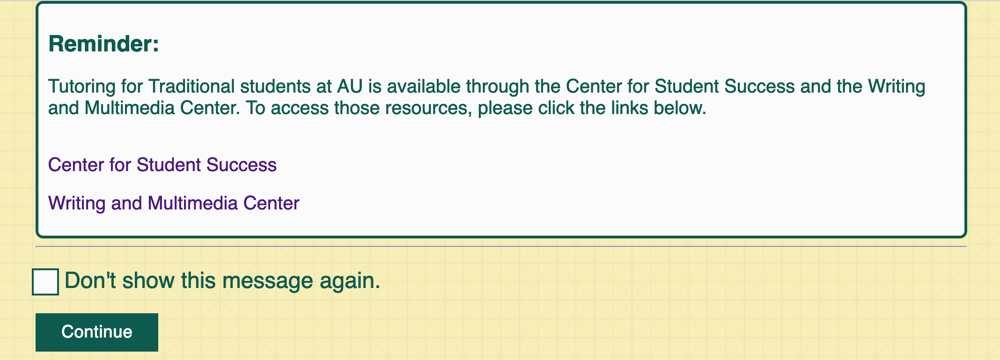 Reminder:
Tutoring for Traditional students at AU is available through the Center for Student Success and the Writing
and Multimedia Center. To access those resources, please click the links below.
Center for Student Success
Writing and Multimedia Center
Don't show this message again.
Continue